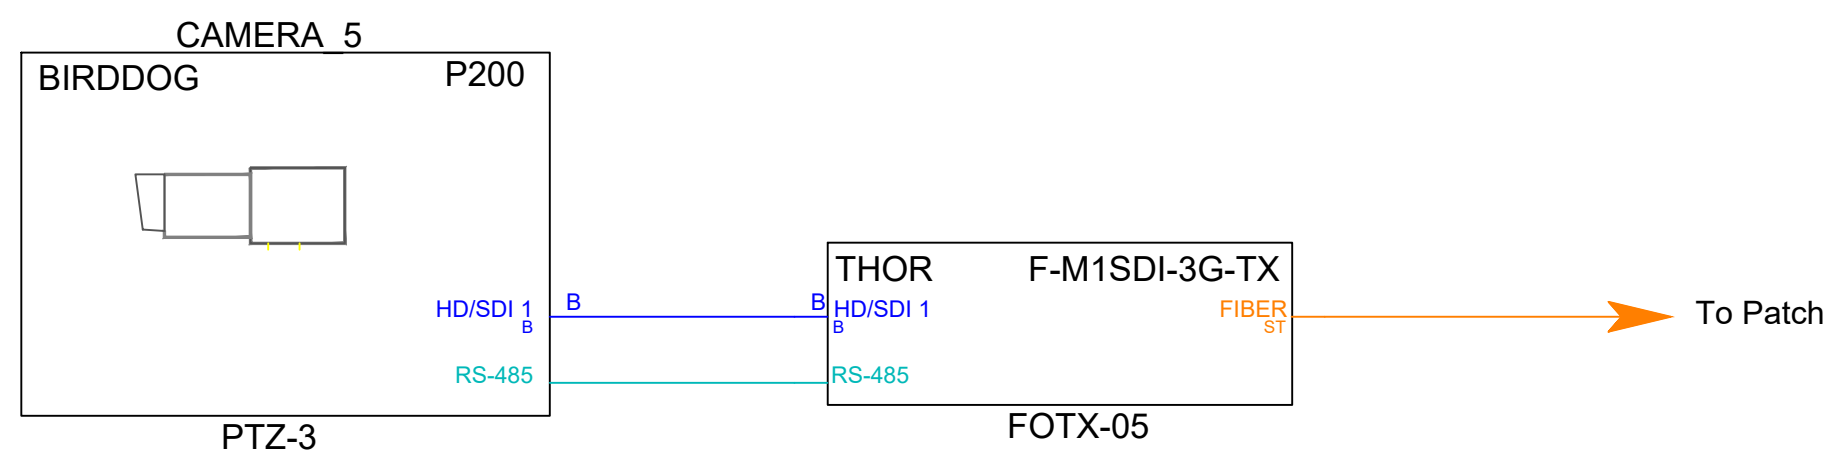 CAMERA_5
BIRDDOG P200
HD/SDI 1
B
B
RS-485
PTZ-3
THOR F-M1SDI-3G-TX
B
HD/SDI 1
B
FIBER
ST
RS-485
FOTX-05
To Patch